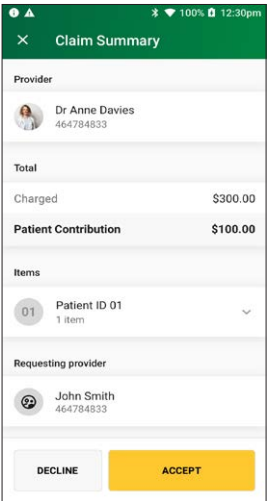 100% 12:30pm
Claim Summary
Provider
Dr Anne Davies
464784833
Total
Charged $300.00
Patient Contribution $100.00
Items
01 Patient ID 01
1 item
Requesting provider
John Smith
464784833
DECLINE ACCEPT